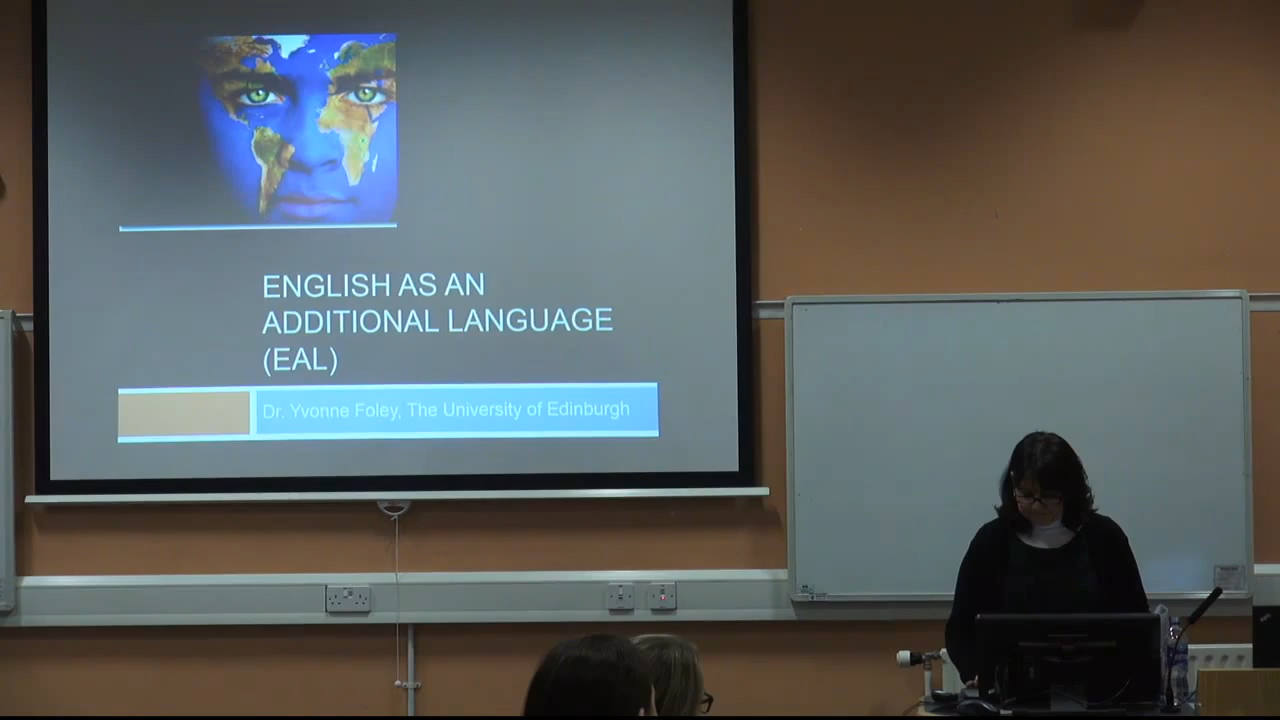 ENGLISH AS AN
ADDITIONAL LANGUAGE
(EAL)
Dr. Yvonne Foley, The University of Edinburgh